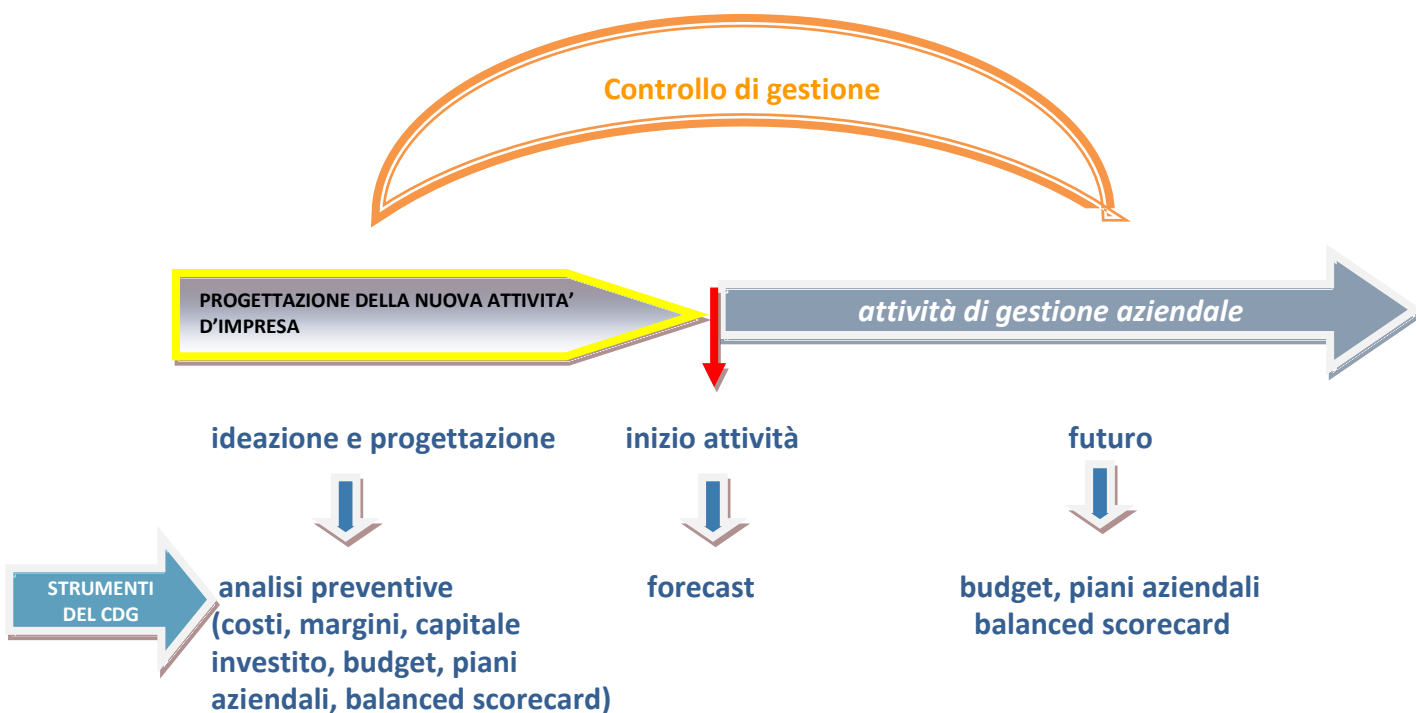 Controllo di gestione
PROGETTAZIONE DELLA NUOVA ATTIVITA’
D’IMPRESA
attività di gestione aziendale
ideazione e progettazione
inizio attività
futuro
STRUMENTI
DEL CDG
analisi preventive
(costi, margini, capitale
investito, budget, piani
aziendali, balanced scorecard)
forecast
budget, piani aziendali
balanced scorecard